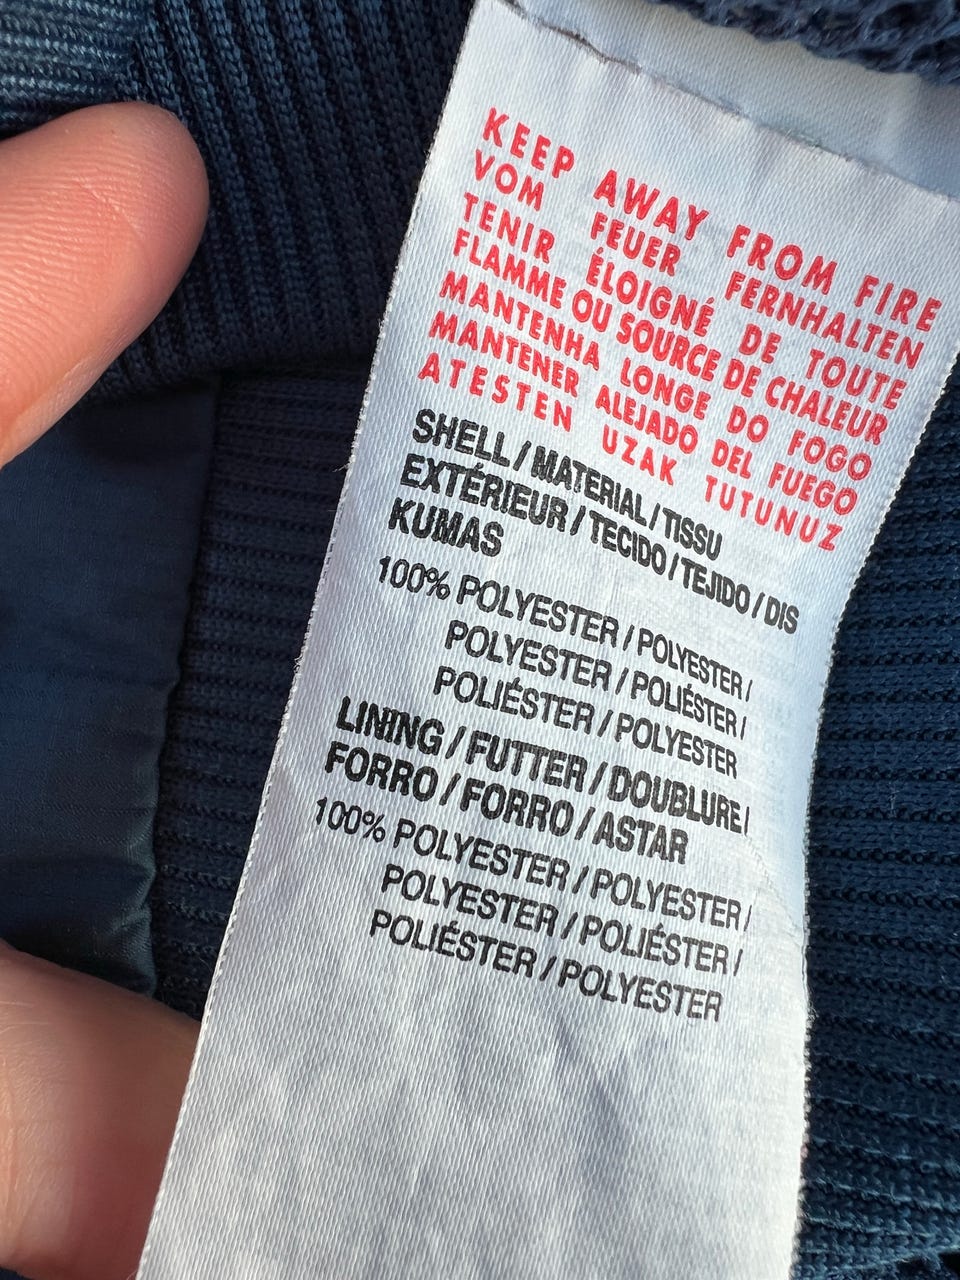 KEEP AWAY FROM FIRE
VOM FEUER FERNHALTEN
TENIR ÉLOIGNÉ DE TOUTE
FLAMME OU SOURCE DE CHALEUR
MANTENHA LONGE DO FOGO
MANTENER ALEJADO DEL FUEGO
ATESTEN UZAK TUTUNUZ
SHELL / MATERIAL / TISSU
EXTÉRIEUR / TECIDO / TEJIDO / DIS
KUMAS
100% POLYESTER / POLYESTER /
POLYESTER / POLIÉSTER /
POLIÉSTER / POLYESTER
LINING / FUTTER / DOUBLURE /
FORRO / FORRO / ASTAR
100% POLYESTER / POLYESTER /
POLYESTER / POLIÉSTER /
POLIÉSTER / POLYESTER